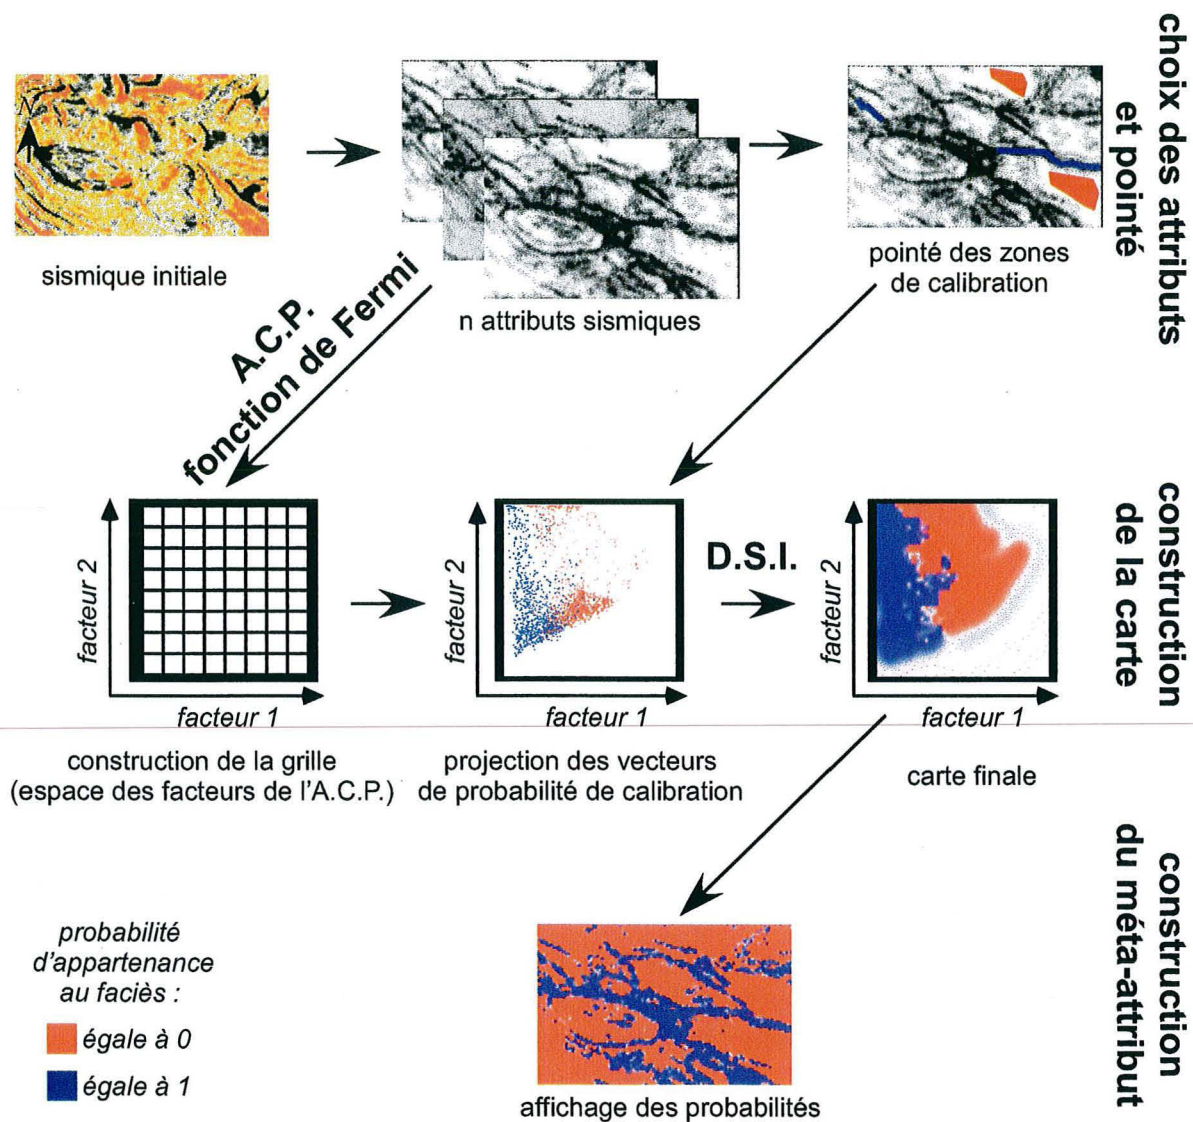 choix des attributs
et pointé
N
sismique initiale
n attributs sismiques
pointé des zones
de calibration
A.C.P.
fonction de Fermi
construction
de la carte
facteur 2
facteur 1
D.S.I.
facteur 2
facteur 1
facteur 2
facteur 1
construction de la grille
(espace des facteurs de l'A.C.P.)
projection des vecteurs
de probabilité de calibration
carte finale
construction
du méta-attribut
probabilité
d'appartenance
au faciès :
égale à 0
égale à 1
affichage des probabilités